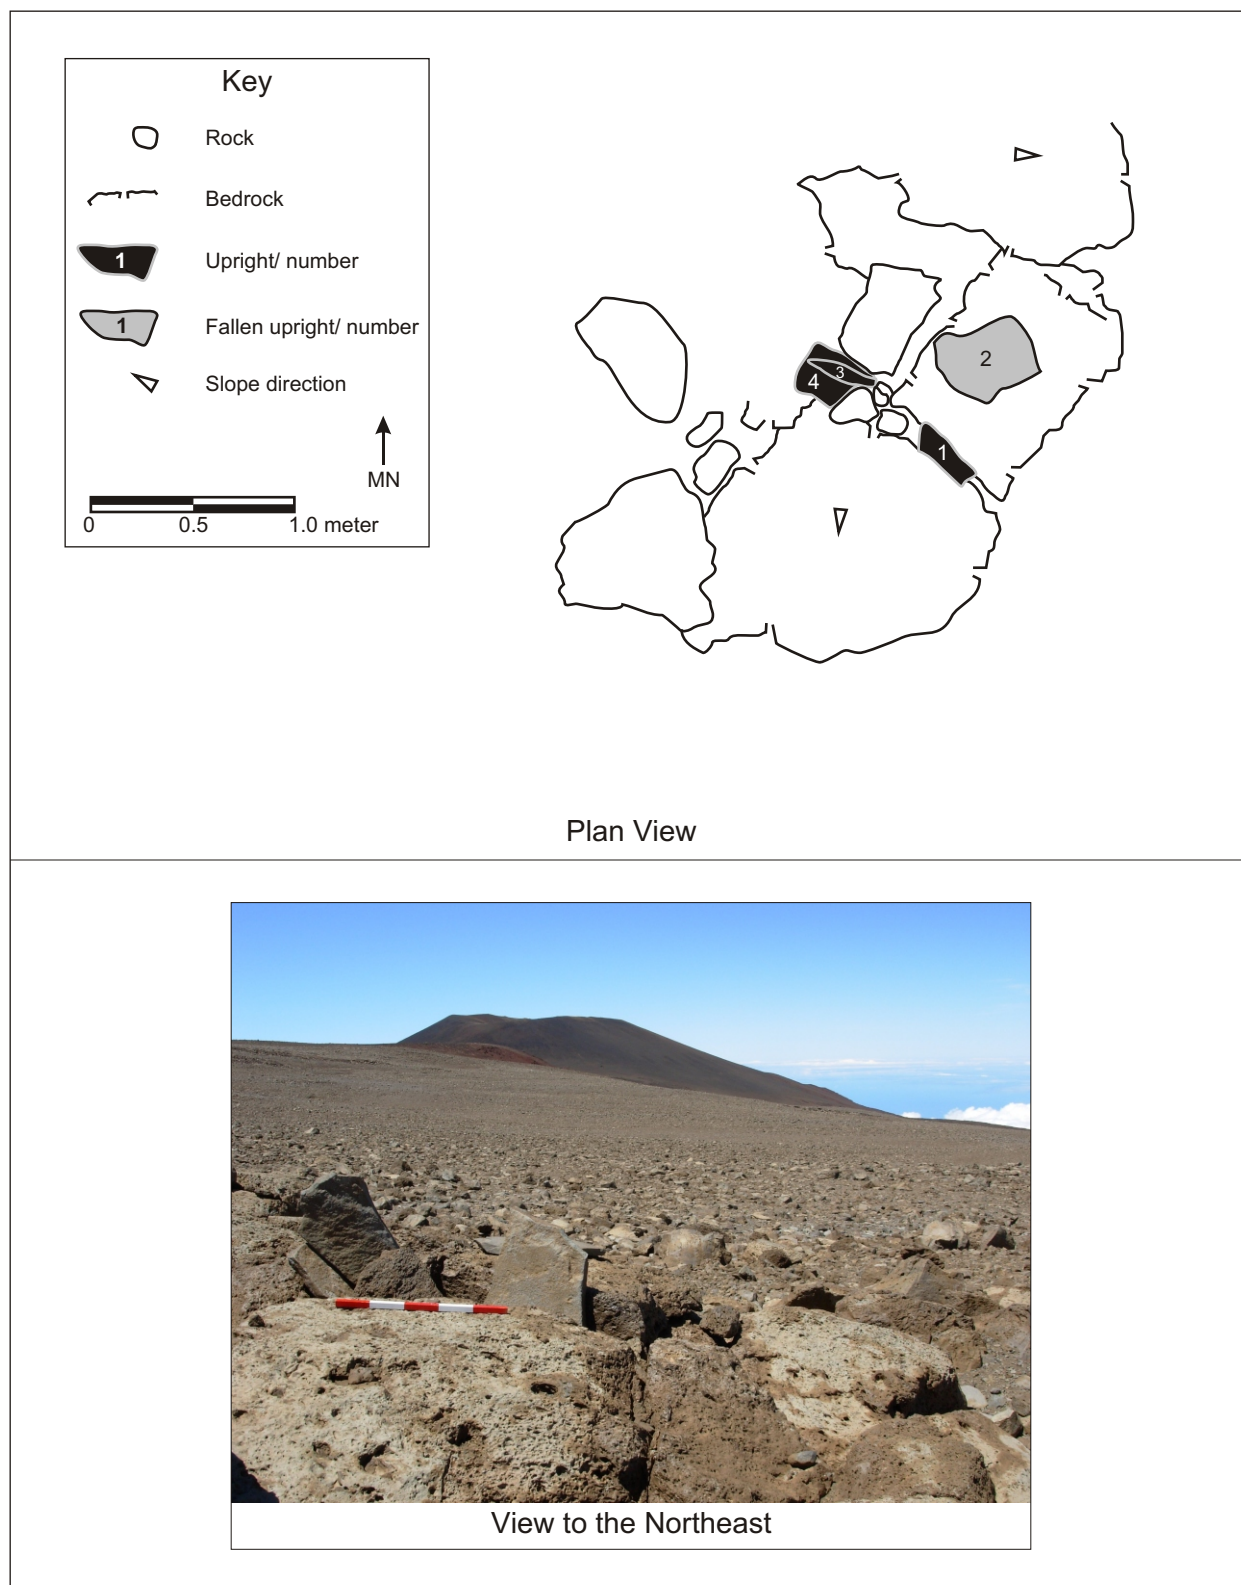 Key
Rock
Bedrock
1
Upright/ number
1
Fallen upright/ number
Slope direction
MN
0 0.5 1.0 meter
2
3
4
1
Plan View
View to the Northeast